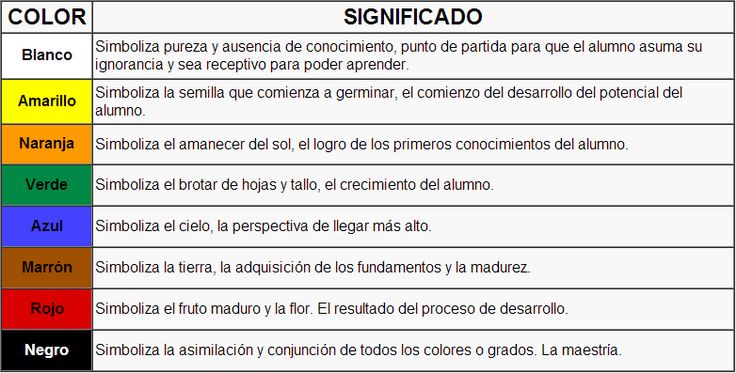 COLOR SIGNIFICADO
Blanco Simboliza pureza y ausencia de conocimiento, punto de partida para que el alumno asuma su
ignorancia y sea receptivo para poder aprender.
Amarillo Simboliza la semilla que comienza a germinar, el comienzo del desarrollo del potencial del
alumno.
Naranja Simboliza el amanecer del sol, el logro de los primeros conocimientos del alumno.
Verde Simboliza el brotar de hojas y tallo, el crecimiento del alumno.
Azul Simboliza el cielo, la perspectiva de llegar más alto.
Marrón Simboliza la tierra, la adquisición de los fundamentos y la madurez.
Rojo Simboliza el fruto maduro y la flor. El resultado del proceso de desarrollo.
Negro Simboliza la asimilación y conjunción de todos los colores o grados. La maestría.